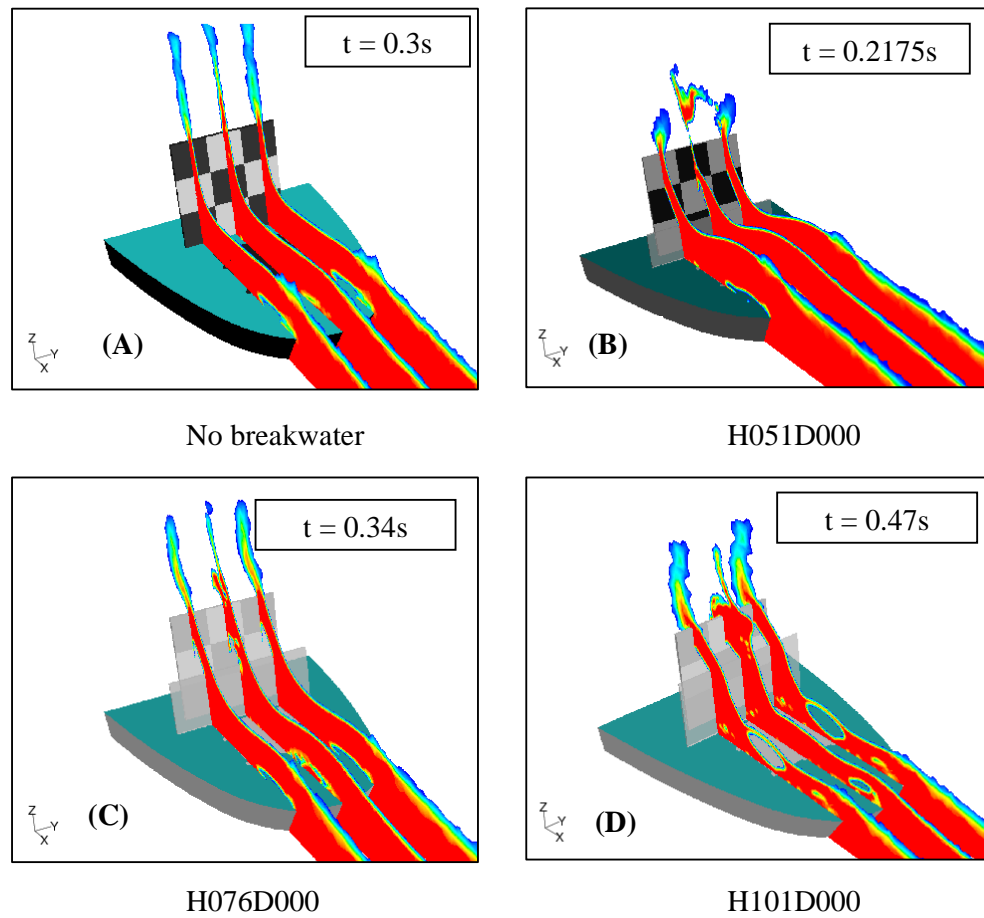 t = 0.3s
Z
Y
X
(A)
No breakwater
t = 0.2175s
Z
Y
X
(B)
H051D000
t = 0.34s
Z
Y
X
(C)
H076D000
t = 0.47s
Z
Y
X
(D)
H101D000